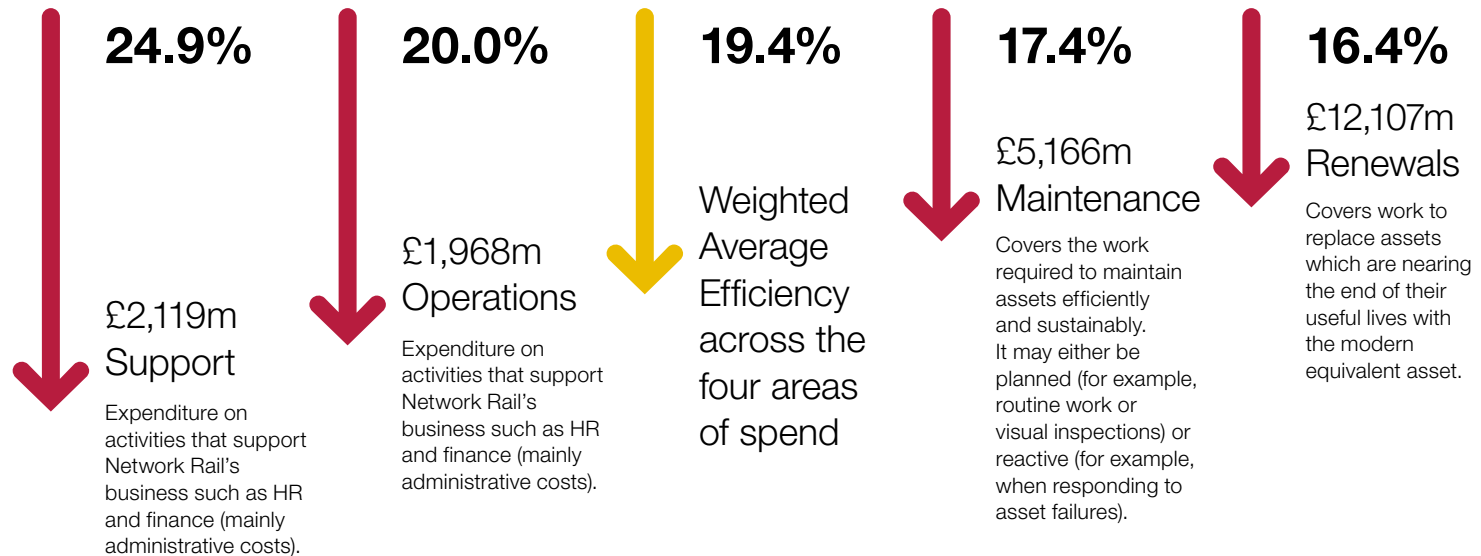 24.9%
£2,119m
Support
Expenditure on
activities that support
Network Rail's
business such as HR
and finance (mainly
administrative costs).
20.0%
£1,968m
Operations
Expenditure on
activities that support
Network Rail's
business such as HR
and finance (mainly
administrative costs).
19.4%
Weighted
Average
Efficiency
across the
four areas
of spend
17.4%
£5,166m
Maintenance
Covers the work
required to maintain
assets efficiently
and sustainably.
It may either be
planned (for example,
routine work or
visual inspections) or
reactive (for example,
when responding to
asset failures).
16.4%
£12,107m
Renewals
Covers work to
replace assets
which are nearing
the end of their
useful lives with
the modern
equivalent asset.